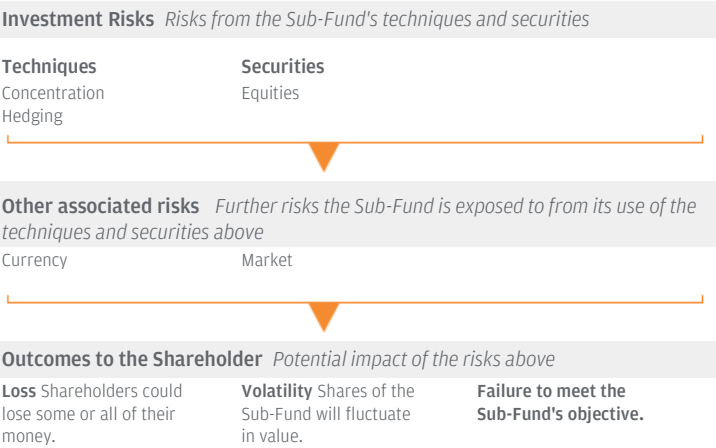 Investment Risks Risks from the Sub-Fund's techniques and securities
Techniques
Concentration
Hedging
Securities
Equities
Other associated risks Further risks the Sub-Fund is exposed to from its use of the
techniques and securities above
Currency
Market
Outcomes to the Shareholder Potential impact of the risks above
Loss Shareholders could
lose some or all of their
money.
Volatility Shares of the
Sub-Fund will fluctuate
in value.
Failure to meet the
Sub-Fund's objective.